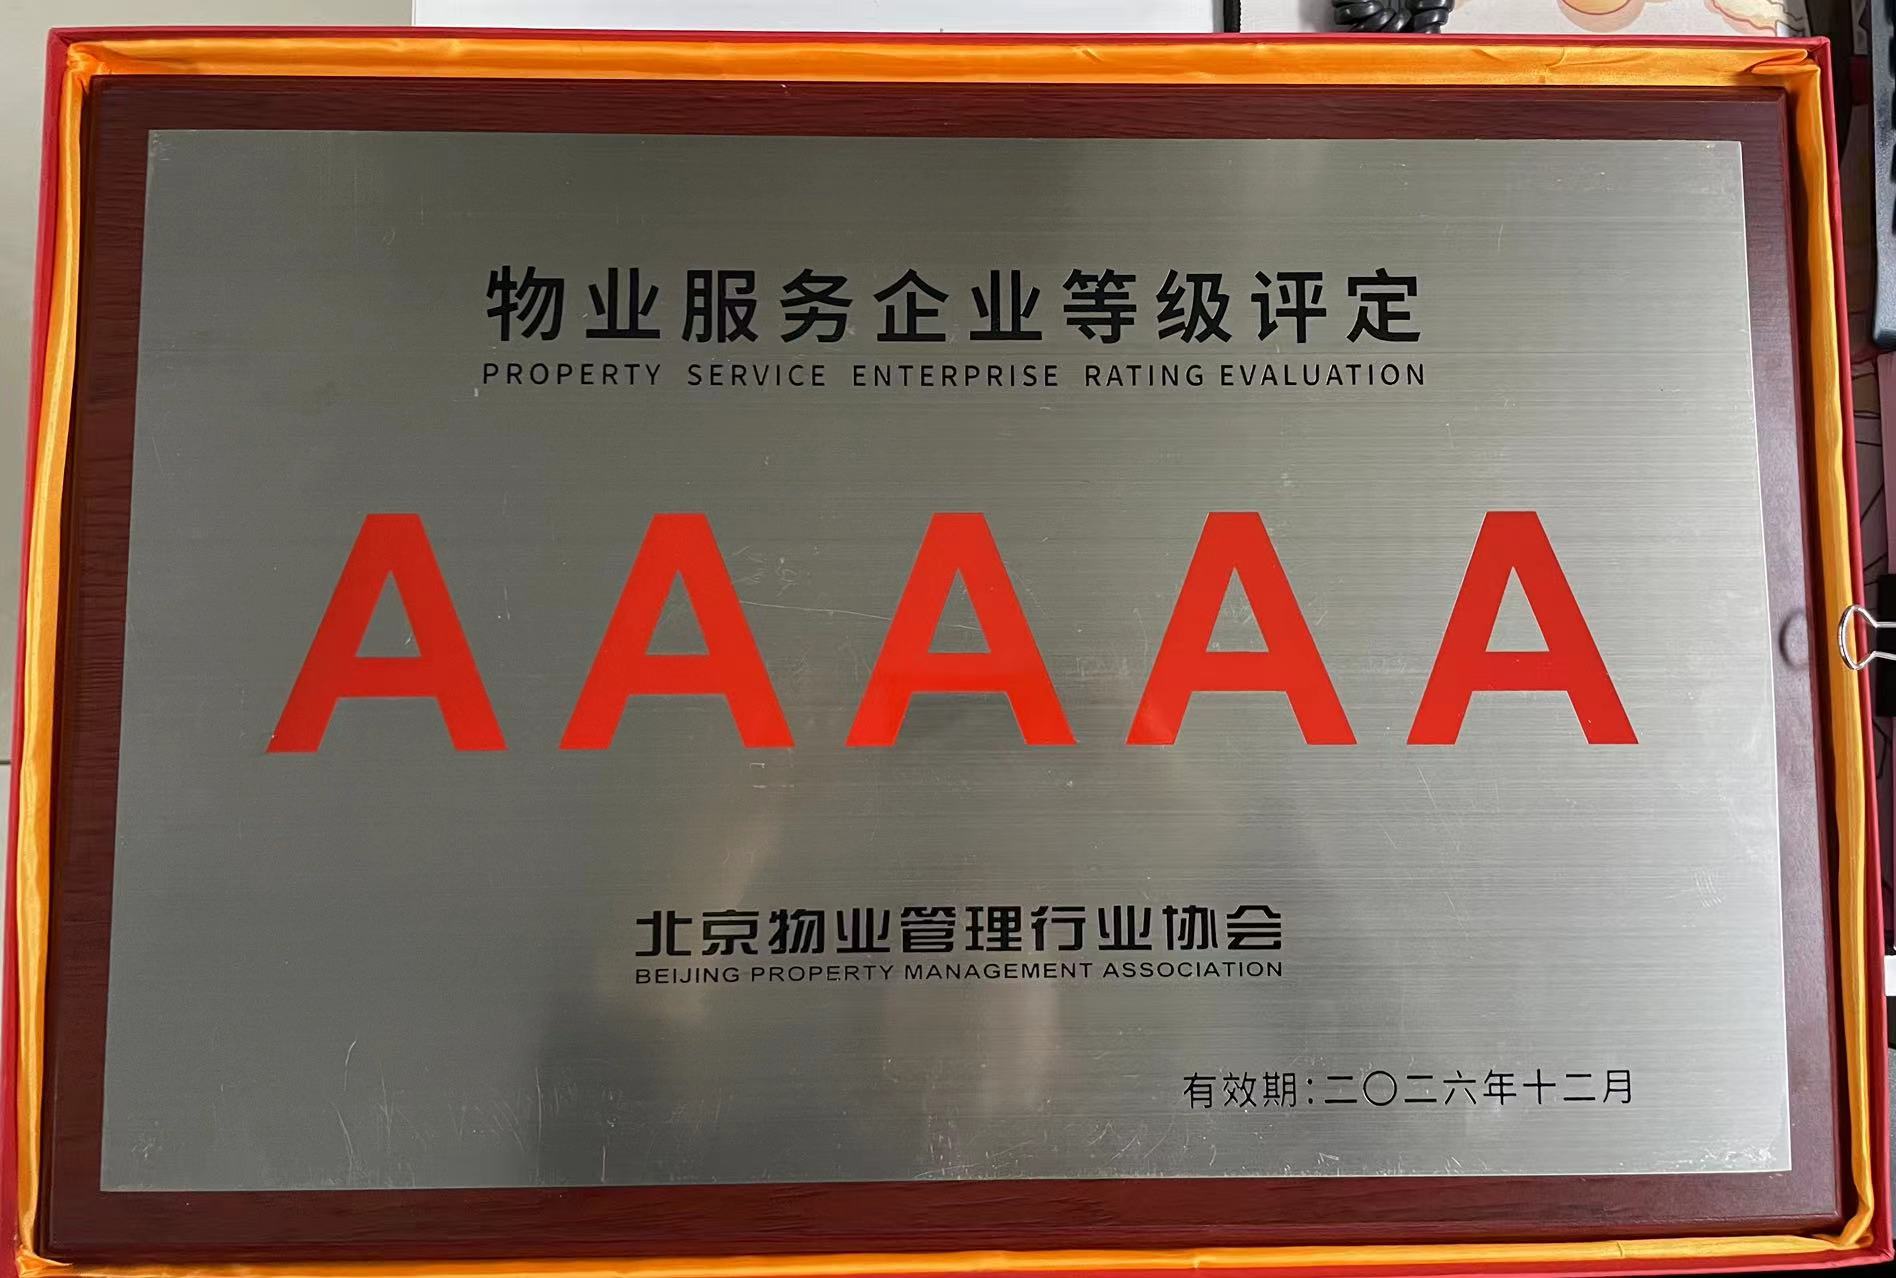 物业服务企业等级评定
PROPERTY SERVICE ENTERPRISE RATING EVALUATION
AAAAA
北京物业管理行业协会
BEIJING PROPERTY MANAGEMENT ASSOCIATION
有效期:二〇二六年十二月